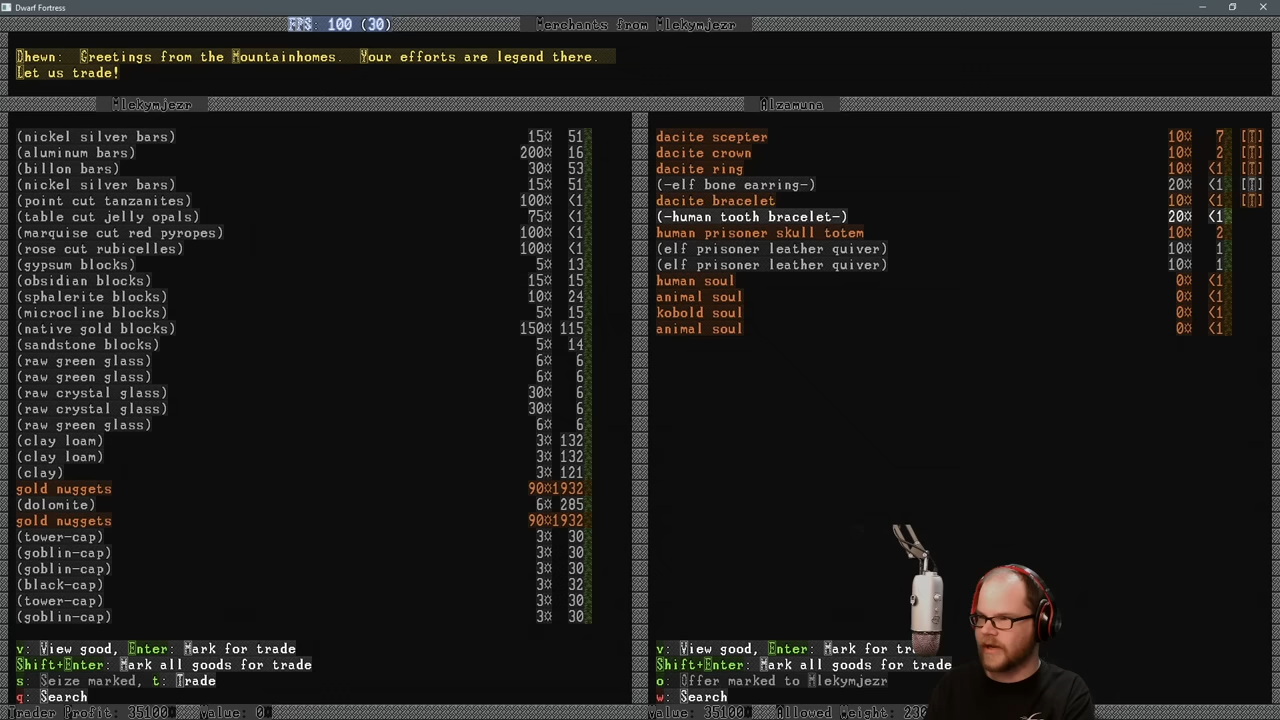 Dwarf Fortress
FPS: 100 (30) Merchants from Mlekymjezr
Dhewn: Greetings from the Mountainhomes. Your efforts are legend there.
Let us trade!
Mlekymjezr
(nickel silver bars) 15¤ 51
(aluminum bars) 200¤ 16
(billon bars) 30¤ 53
(nickel silver bars) 15¤ 51
(point cut tanzanites) 100¤ <1
(table cut jelly opals) 75¤ <1
(marquise cut red pyropes) 100¤ <1
(rose cut rubicelles) 100¤ <1
(gypsum blocks) 5¤ 13
(obsidian blocks) 15¤ 15
(sphalerite blocks) 10¤ 24
(microcline blocks) 5¤ 15
(native gold blocks) 150¤ 115
(sandstone blocks) 5¤ 14
(raw green glass) 6¤ 6
(raw green glass) 6¤ 6
(raw crystal glass) 30¤ 6
(raw crystal glass) 30¤ 6
(raw green glass) 6¤ 6
(clay loam) 3¤ 132
(clay loam) 3¤ 132
(clay) 3¤ 121
gold nuggets 90¤1932
(dolomite) 6¤ 285
gold nuggets 90¤1932
(tower-cap) 3¤ 30
(goblin-cap) 3¤ 30
(goblin-cap) 3¤ 30
(black-cap) 3¤ 32
(tower-cap) 3¤ 30
(goblin-cap) 3¤ 30
v: View good, Enter: Mark for trade
Shift+Enter: Mark all goods for trade
s: Seize marked, t: Trade
q: Search
Trader Profit: 35100¤ Value: 0¤
Alzamuna
dacite scepter 10¤ 7 [T]
dacite crown 10¤ 2 [T]
dacite ring 10¤ <1 [T]
(-elf bone earring-) 20¤ <1 [T]
dacite bracelet 10¤ <1 [T]
(-human tooth bracelet-) 20¤ <1
human prisoner skull totem 10¤ 2
(elf prisoner leather quiver) 10¤ 1
(elf prisoner leather quiver) 10¤ 1
human soul 0¤ <1
animal soul 0¤ <1
kobold soul 0¤ <1
animal soul 0¤ <1
v: View good, Enter: Mark for
Shift+Enter: Mark all goods for trade
o: Offer marked to Mlekymjezr
w: Search
Value: 35100¤ Allowed Weight: